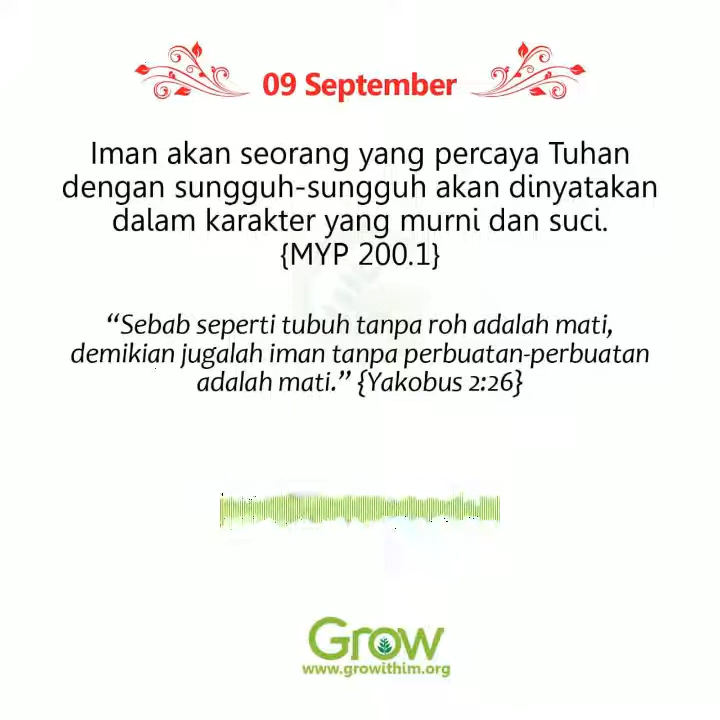 09 September
Iman akan seorang yang percaya Tuhan
dengan sungguh-sungguh akan dinyatakan
dalam karakter yang murni dan suci.
{MYP 200.1}
“Sebab seperti tubuh tanpa roh adalah mati,
demikian jugalah iman tanpa perbuatan-perbuatan
adalah mati.” {Yakobus 2:26}
Grow
www.growithim.org